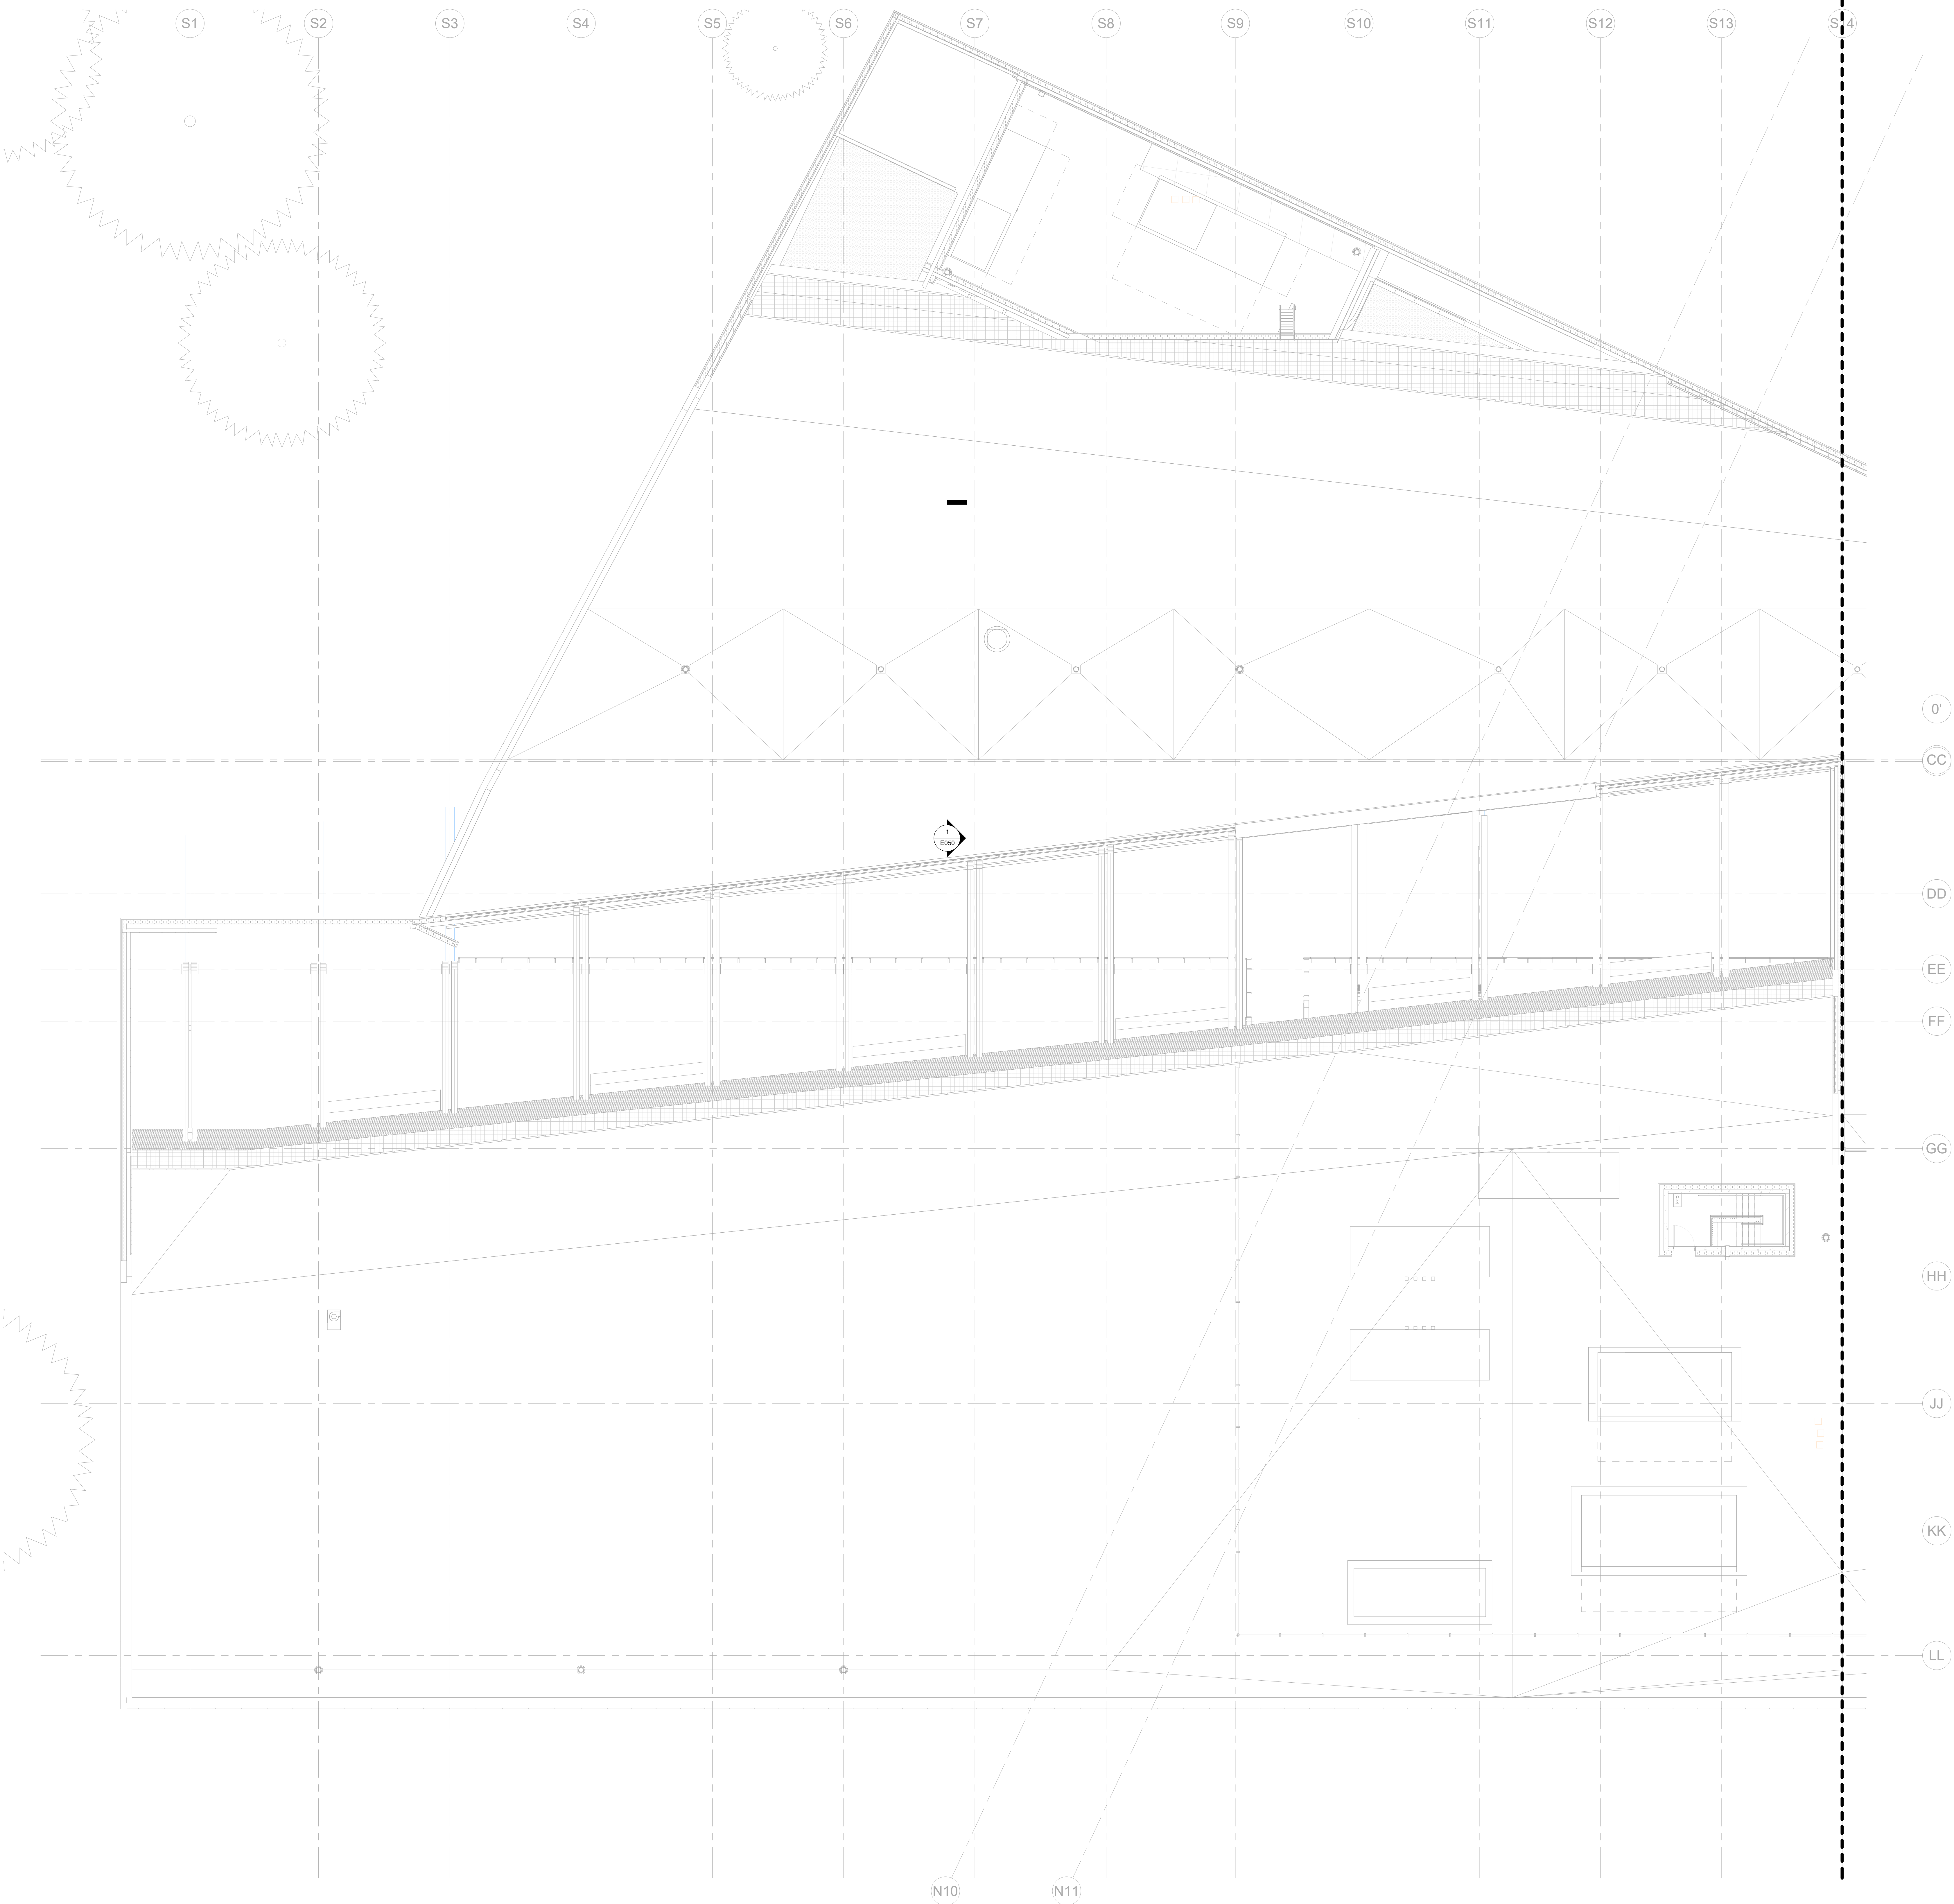 S1 S2 S3 S4 S5 S6 S7 S8 S9 S10 S11 S12 S13 S14
0'
CC
1
E050
DD
EE
FF
GG
HH
JJ
KK
LL
N10 N11